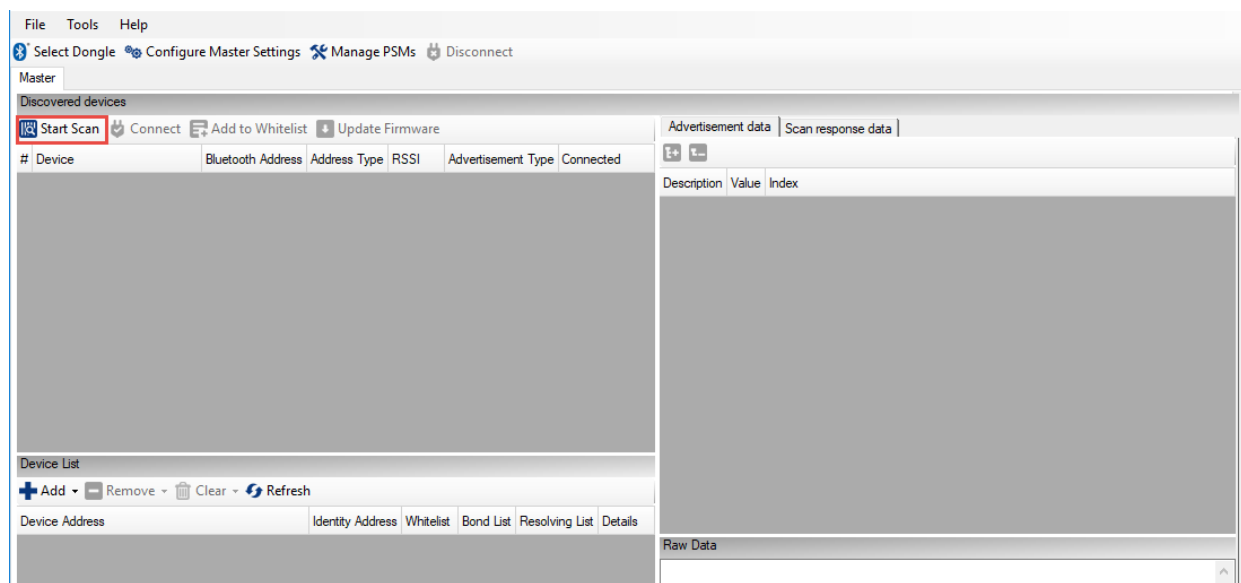 File Tools Help
Select Dongle Configure Master Settings Manage PSMs Disconnect
Master
Discovered devices
Start Scan Connect Add to Whitelist Update Firmware
# Device Bluetooth Address Address Type RSSI Advertisement Type Connected
Advertisement data Scan response data
Description Value Index
Device List
Add Remove Clear Refresh
Device Address Identity Address Whitelist Bond List Resolving List Details
Raw Data